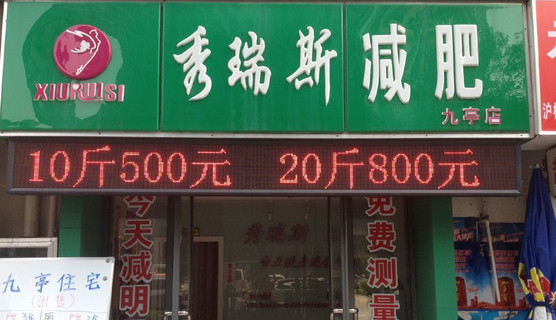 秀瑞斯减肥
XIURUISI
九亭店
10斤500元 20斤800元
今天减明
免费测量
秀瑞斯
九亭住宅
(出售)